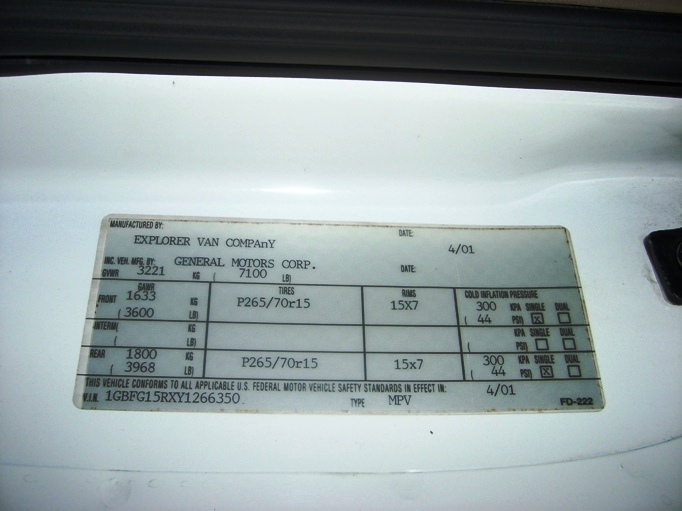 MANUFACTURED BY: DATE:
EXPLORER VAN COMPAnY 4/01
INC. VEH. MFG. BY: GENERAL MOTORS CORP. DATE:
GVWR 3221 KG ( 7100 LB)
GAWR TIRES RIMS COLD INFLATION PRESSURE
FRONT 1633 KG P265/70r15 15X7 300 KPA SINGLE DUAL
( 3600 LB) ( 44 PSI) X
INTERM KG KPA SINGLE DUAL
( LB) ( PSI)
REAR 1800 KG P265/70r15 15x7 300 KPA SINGLE DUAL
( 3968 LB) ( 44 PSI) X
THIS VEHICLE CONFORMS TO ALL APPLICABLE U.S. FEDERAL MOTOR VEHICLE SAFETY STANDARDS IN EFFECT IN: 4/01
V.I.N. 1GBFG15RXY1266350 TYPE MPV FD-222